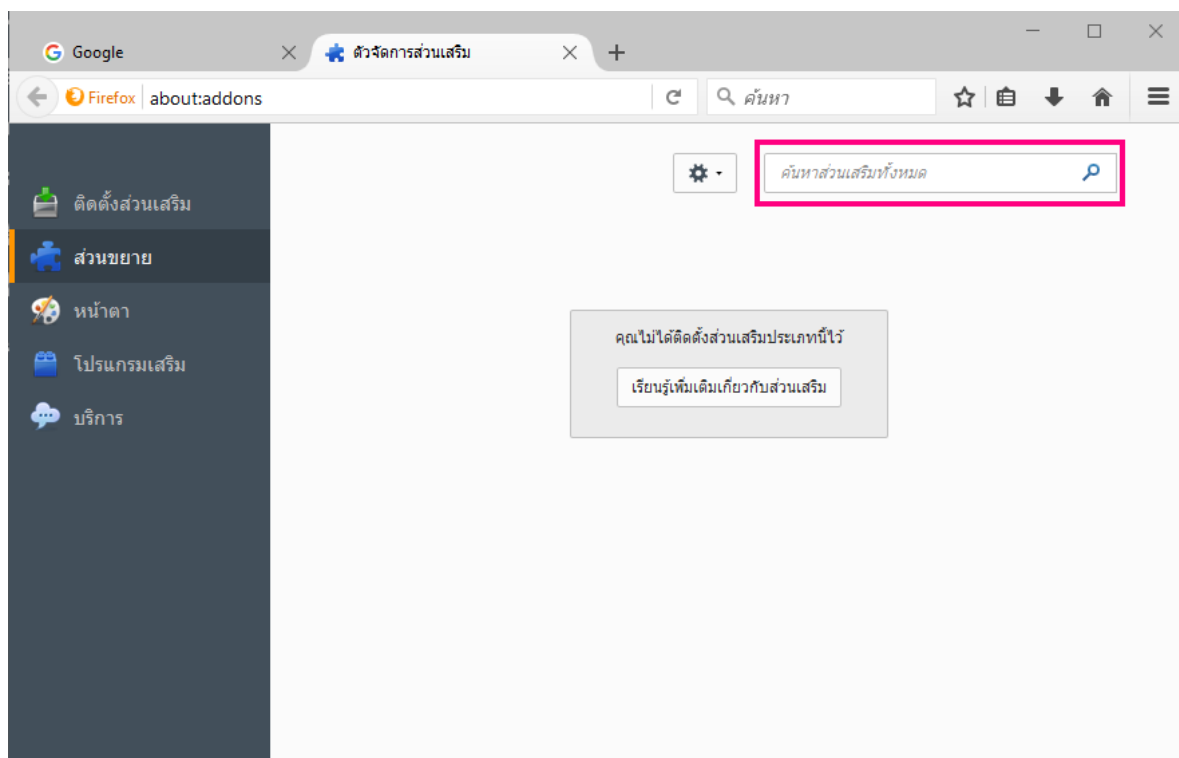 Google
ตัวจัดการส่วนเสริม
Firefox about:addons
ค้นหา
ค้นหาส่วนเสริมทั้งหมด
ติดตั้งส่วนเสริม
ส่วนขยาย
หน้าตา
โปรแกรมเสริม
บริการ
คุณไม่ได้ติดตั้งส่วนเสริมประเภทนี้ไว้
เรียนรู้เพิ่มเติมเกี่ยวกับส่วนเสริม